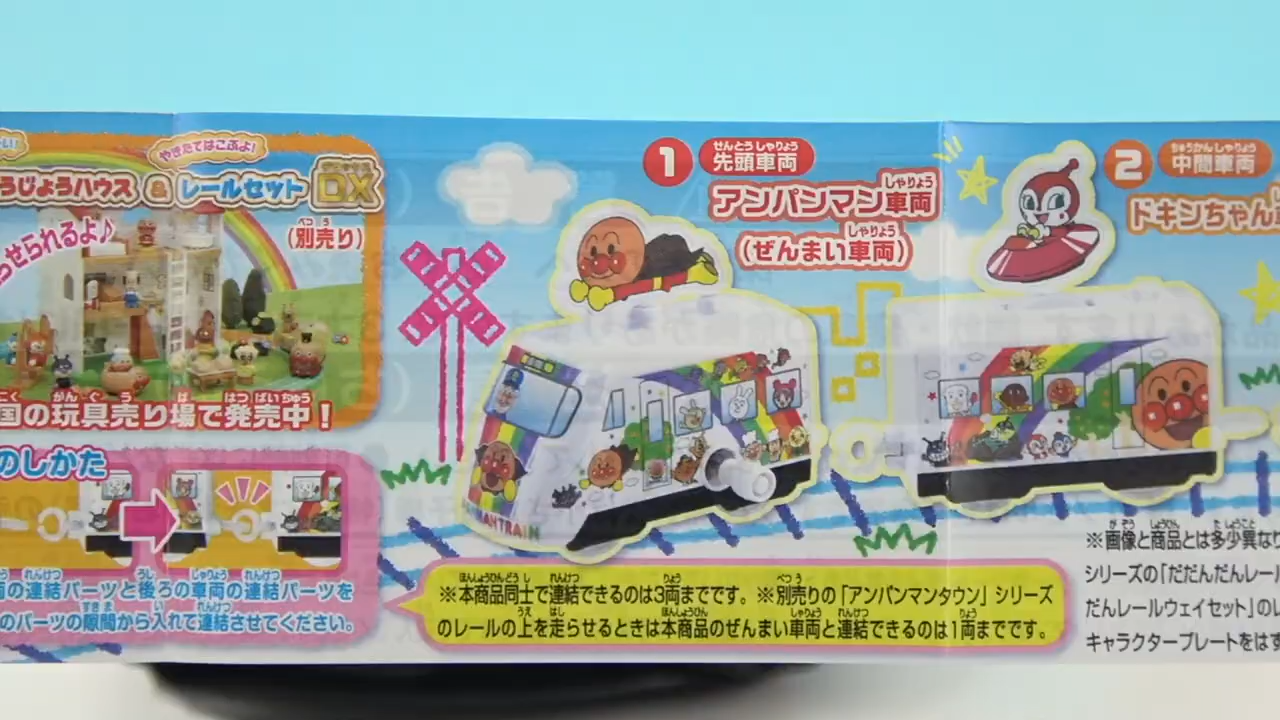 やきたてはこぶよ!
うじょうハウス & レールセット DX
らせられるよ♪
(別売り)
国の玩具売り場で発売中!
のしかた
の連結パーツと後ろの車両の連結パーツを
のパーツの隙間から入れて連結させてください。
1 先頭車両
アンパンマン車両
(ぜんまい車両)
2 中間車両
ドキンちゃん
※本商品同士で連結できるのは3両までです。※別売りの「アンパンマンタウン」シリーズ
のレールの上を走らせるときは本商品のぜんまい車両と連結できるのは1両までです。
※画像と商品とは多少異な
シリーズの「だだんだんレール
だんレールウェイセット」の
キャラクタープレートをはず